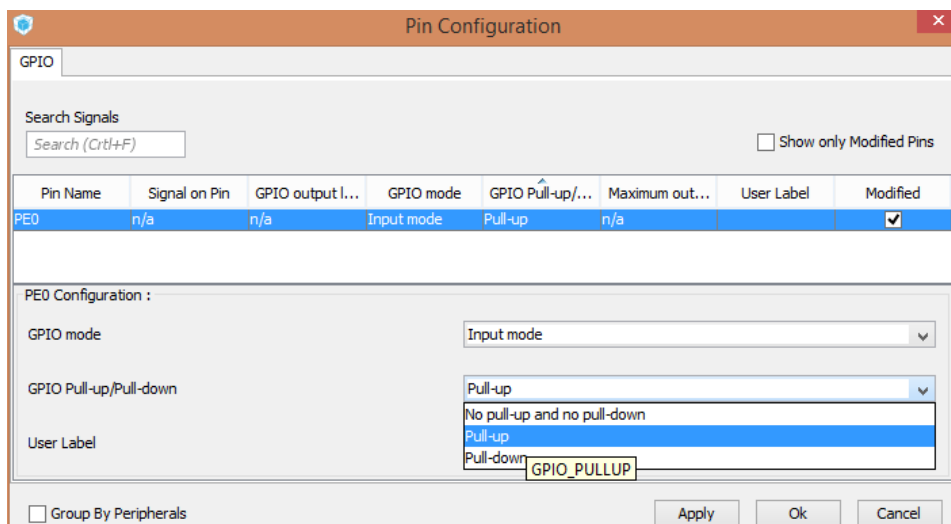 Pin Configuration
GPIO
Search Signals
Search (Crtl+F)
Show only Modified Pins
Pin Name Signal on Pin GPIO output l... GPIO mode GPIO Pull-up/... Maximum out... User Label Modified
PE0 n/a n/a Input mode Pull-up n/a
PE0 Configuration :
GPIO mode Input mode
GPIO Pull-up/Pull-down Pull-up
No pull-up and no pull-down
User Label Pull-up
Pull-down
GPIO_PULLUP
Group By Peripherals Apply Ok Cancel